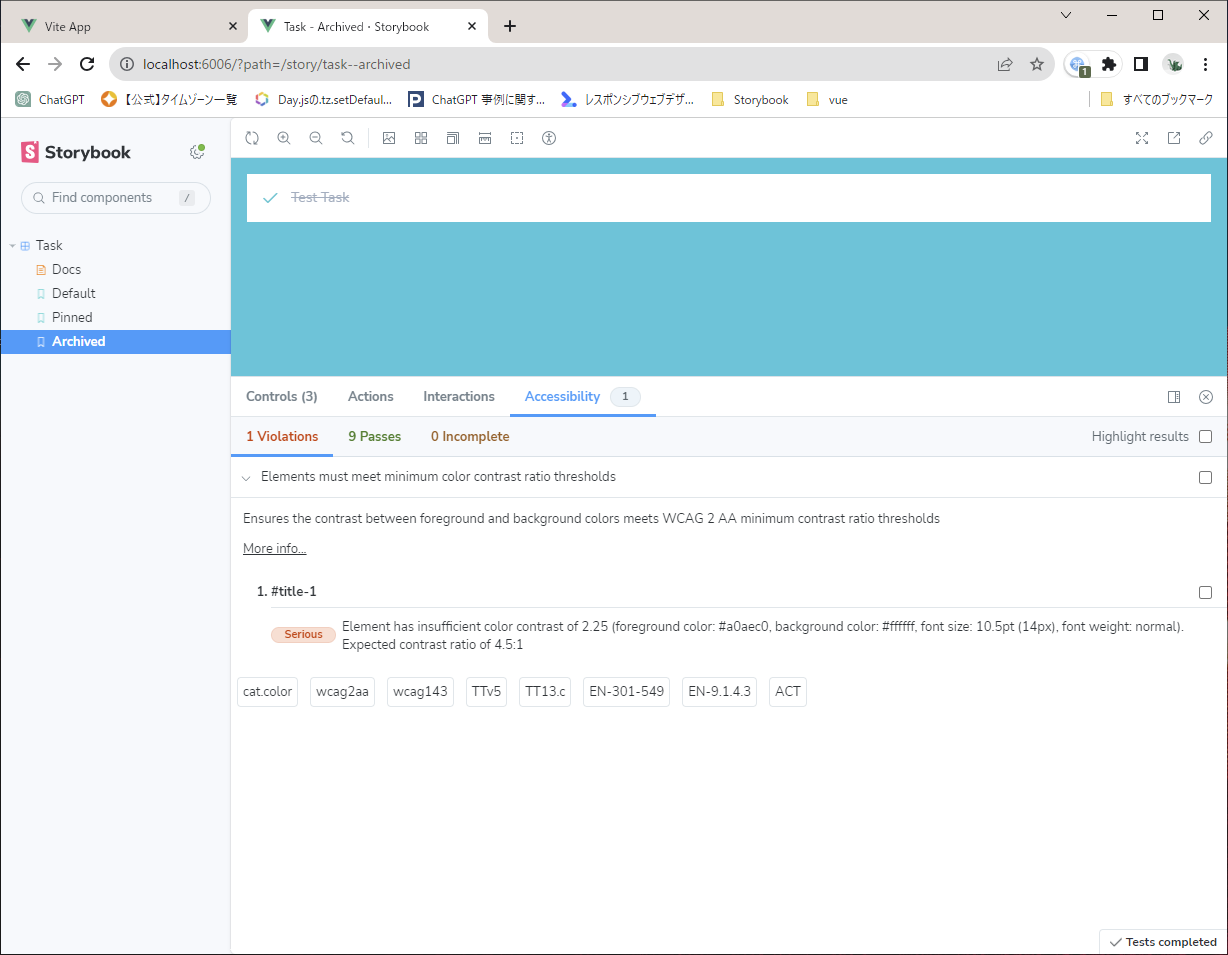 Vite App
Task - Archived · Storybook
localhost:6006/?path=/story/task--archived
1
ChatGPT
【公式】タイムゾーン一覧
Day.jsの.tz.setDefaul...
ChatGPT 事例に関す...
レスポンシブウェブデザ...
Storybook
vue
すべてのブックマーク
Storybook
Find components
/
Task
Docs
Default
Pinned
Archived
Test Task
Controls (3)
Actions
Interactions
Accessibility
1
1 Violations
9 Passes
0 Incomplete
Highlight results
Elements must meet minimum color contrast ratio thresholds
Ensures the contrast between foreground and background colors meets WCAG 2 AA minimum contrast ratio thresholds
More info...
1. #title-1
Serious
Element has insufficient color contrast of 2.25 (foreground color: #a0aec0, background color: #ffffff, font size: 10.5pt (14px), font weight: normal).
Expected contrast ratio of 4.5:1
cat.color
wcag2aa
wcag143
TTv5
TT13.c
EN-301-549
EN-9.1.4.3
ACT
Tests completed